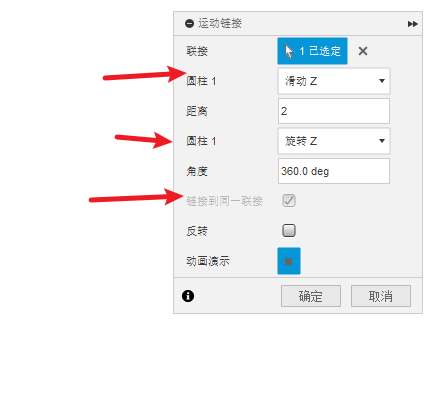 运动链接
联接 1 已选定
圆柱 1 滑动 Z
距离 2
圆柱 1 旋转 Z
角度 360.0 deg
链接到同一联接
反转
动画演示
确定 取消